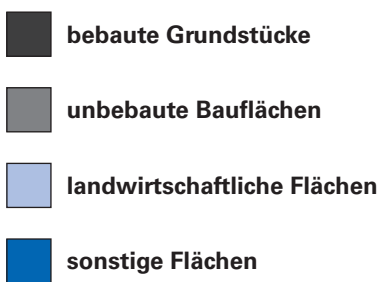 bebaute Grundstücke
unbebaute Bauflächen
landwirtschaftliche Flächen
sonstige Flächen